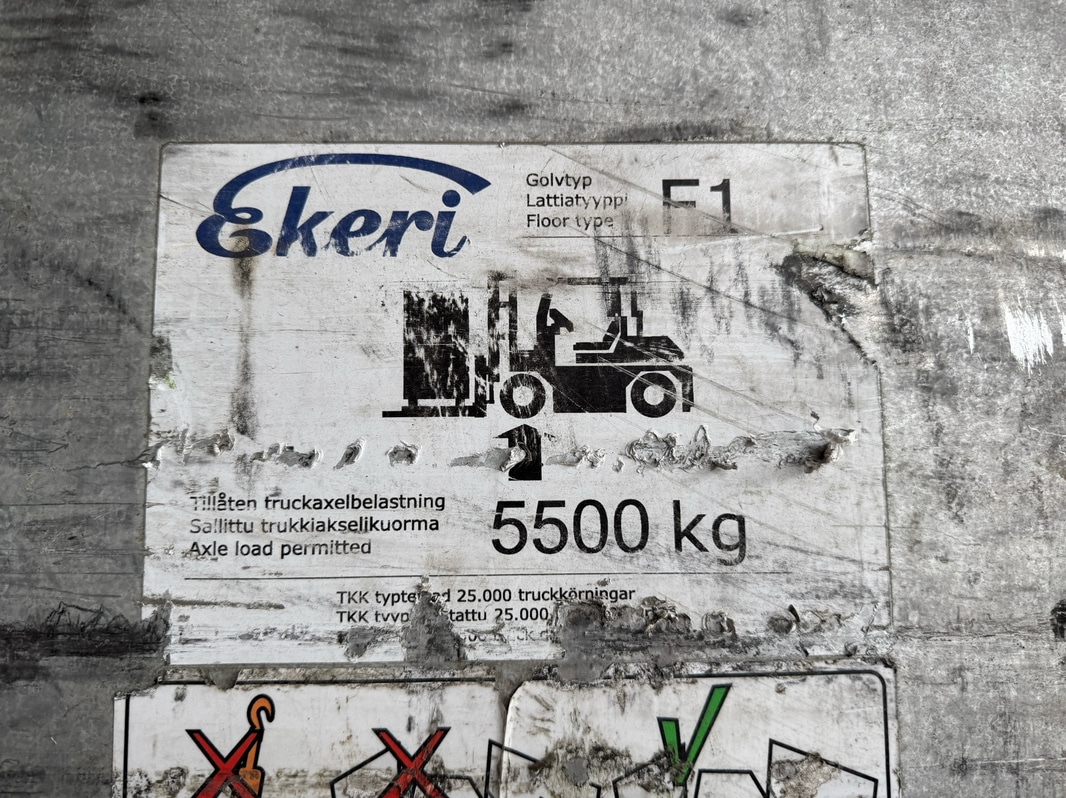 Ekeri
Golvtyp
Lattiatyyppi
Floor type
F1
Tillåten truckaxelbelastning
Sallittu trukkiakselikuorma
Axle load permitted
5500 kg
TKK 25.000 truckkörningar
TKK 25.000